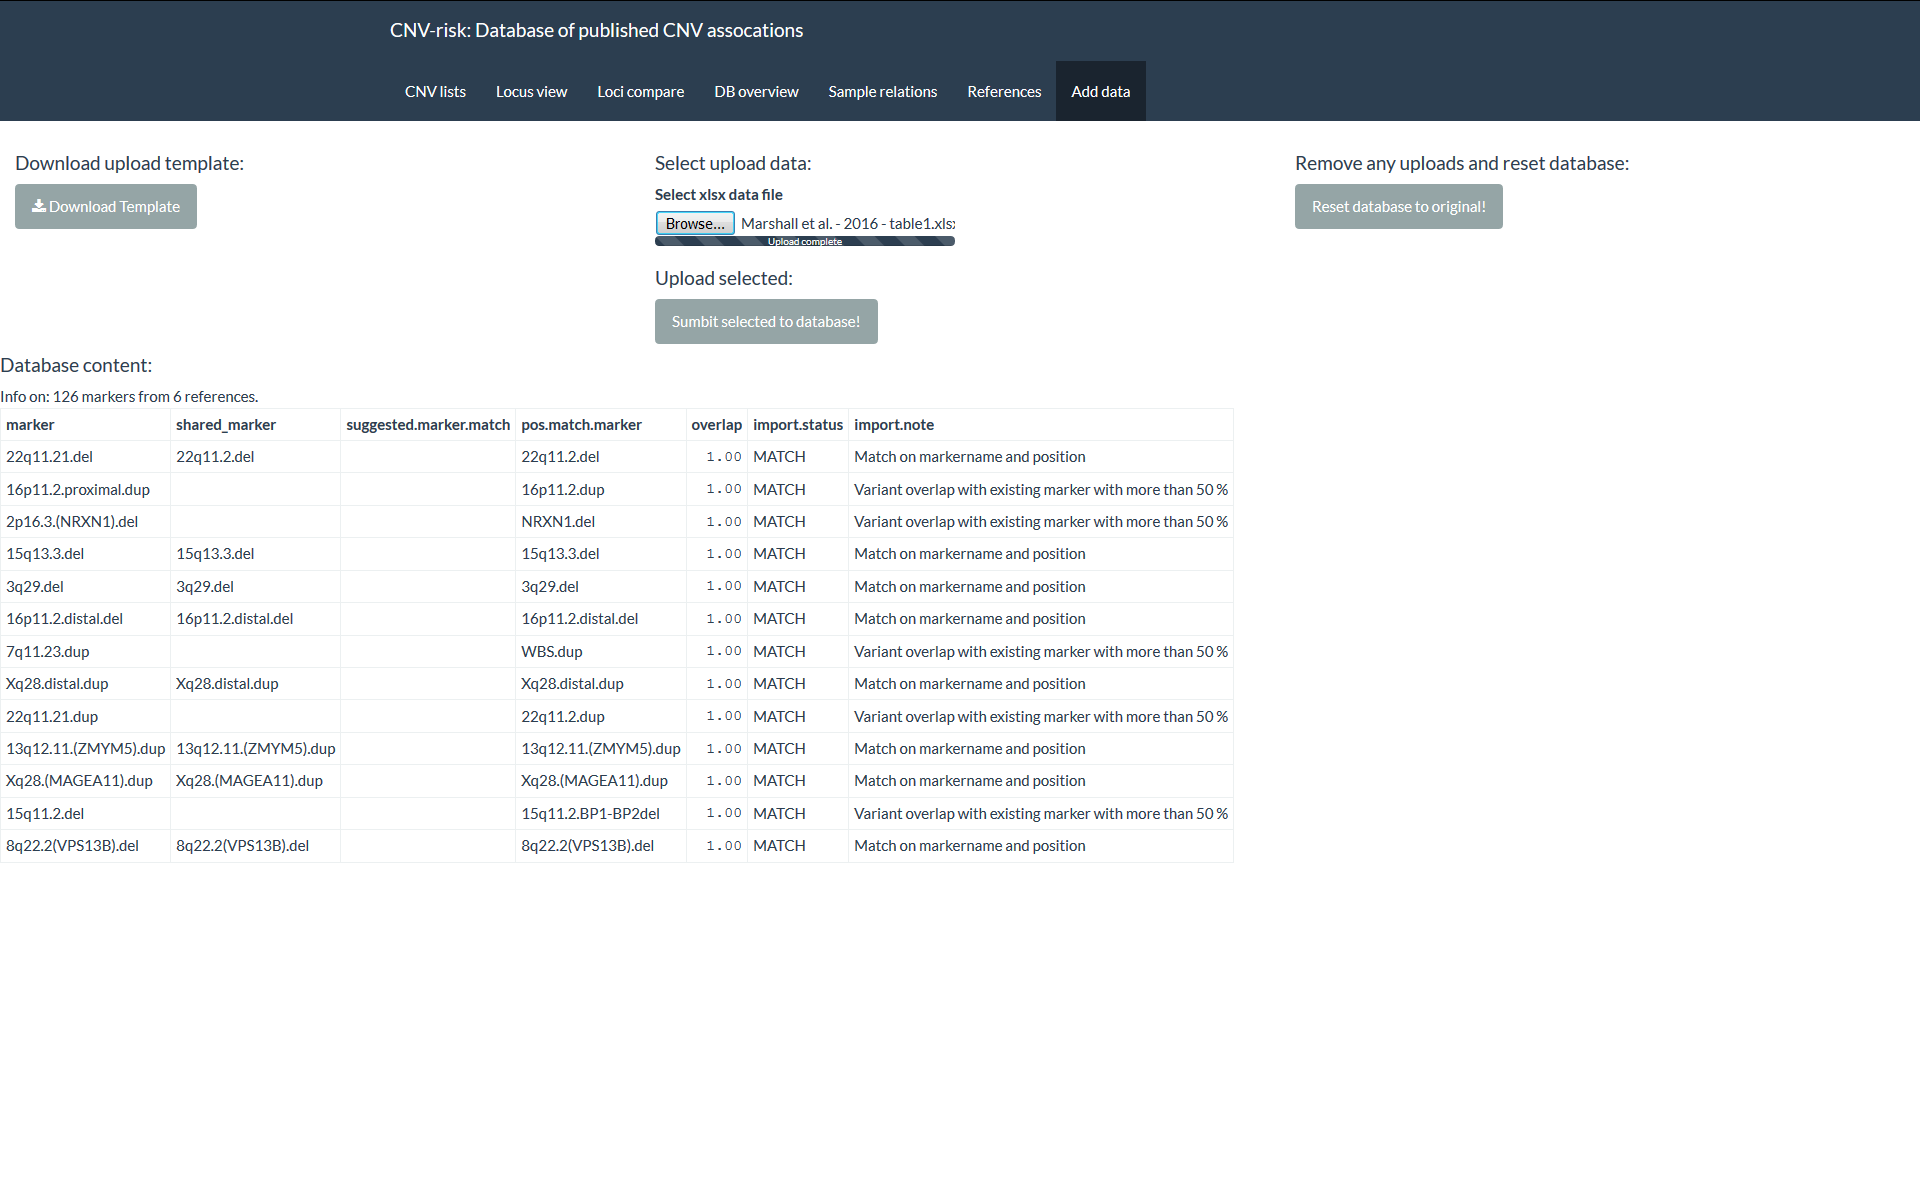 CNV-risk: Database of published CNV assocations
CNV lists Locus view Loci compare DB overview Sample relations References Add data
Download upload template: Select upload data: Remove any uploads and reset database:
Download Template Select xlsx data file Reset database to original!
Browse... Marshall et al. - 2016 - table1.xlsx
Upload complete
Upload selected:
Sumbit selected to database!
Database content:
Info on: 126 markers from 6 references.
marker shared_marker suggested.marker.match pos.match.marker overlap import.status import.note
22q11.21.del 22q11.2.del 22q11.2.del 1.00 MATCH Match on markername and position
16p11.2.proximal.dup 16p11.2.dup 1.00 MATCH Variant overlap with existing marker with more than 50 %
2p16.3.(NRXN1).del NRXN1.del 1.00 MATCH Variant overlap with existing marker with more than 50 %
15q13.3.del 15q13.3.del 15q13.3.del 1.00 MATCH Match on markername and position
3q29.del 3q29.del 3q29.del 1.00 MATCH Match on markername and position
16p11.2.distal.del 16p11.2.distal.del 16p11.2.distal.del 1.00 MATCH Match on markername and position
7q11.23.dup WBS.dup 1.00 MATCH Variant overlap with existing marker with more than 50 %
Xq28.distal.dup Xq28.distal.dup Xq28.distal.dup 1.00 MATCH Match on markername and position
22q11.21.dup 22q11.2.dup 1.00 MATCH Variant overlap with existing marker with more than 50 %
13q12.11.(ZMYM5).dup 13q12.11.(ZMYM5).dup 13q12.11.(ZMYM5).dup 1.00 MATCH Match on markername and position
Xq28.(MAGEA11).dup Xq28.(MAGEA11).dup Xq28.(MAGEA11).dup 1.00 MATCH Match on markername and position
15q11.2.del 15q11.2.BP1-BP2del 1.00 MATCH Variant overlap with existing marker with more than 50 %
8q22.2(VPS13B).del 8q22.2(VPS13B).del 8q22.2(VPS13B).del 1.00 MATCH Match on markername and position